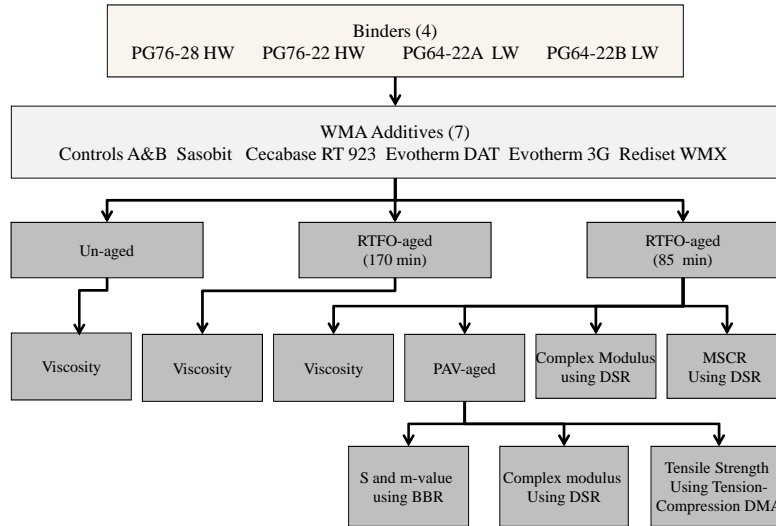 Binders (4)
PG76-28 HW PG76-22 HW PG64-22A LW PG64-22B LW
WMA Additives (7)
Controls A&B Sasobit Cecabase RT 923 Evotherm DAT Evotherm 3G Rediset WMX
Un-aged
RTFO-aged
(170 min)
RTFO-aged
(85 min)
Viscosity
Viscosity
Viscosity
PAV-aged
Complex Modulus
using DSR
MSCR
Using DSR
S and m-value
using BBR
Complex modulus
Using DSR
Tensile Strength
Using Tension-
Compression DMA